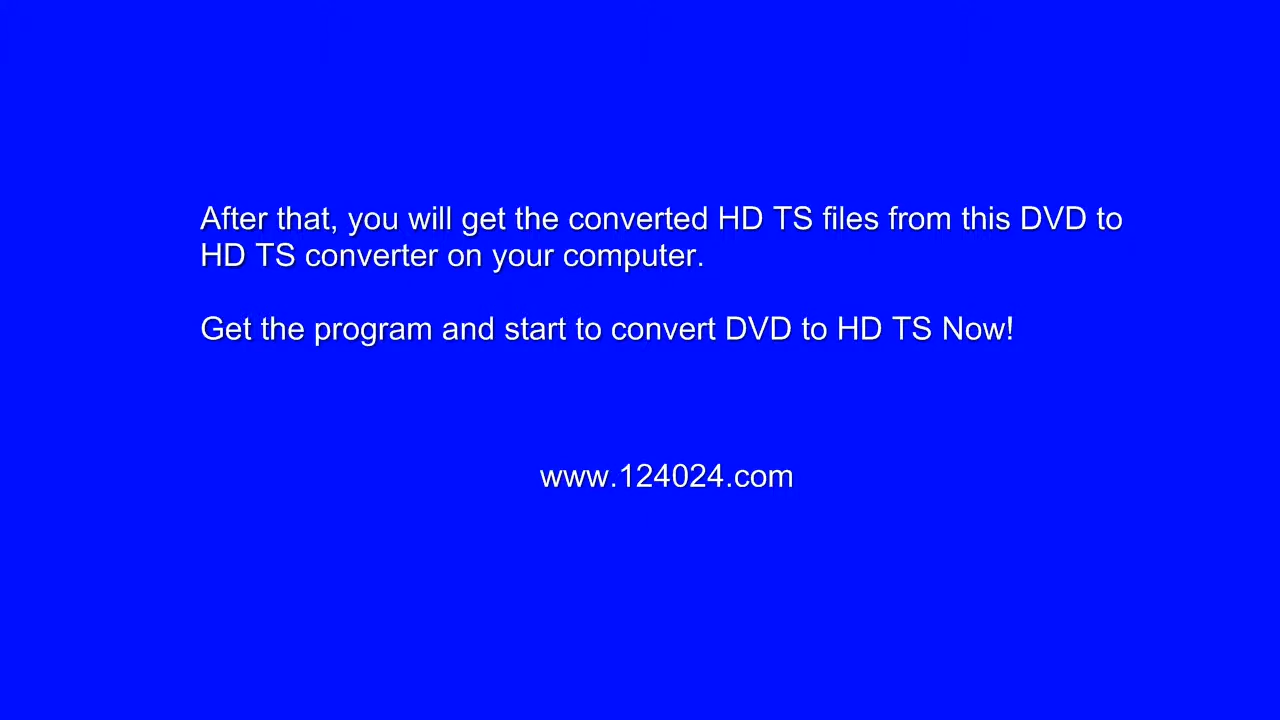 After that, you will get the converted HD TS files from this DVD to
HD TS converter on your computer.
Get the program and start to convert DVD to HD TS Now!
www.124024.com